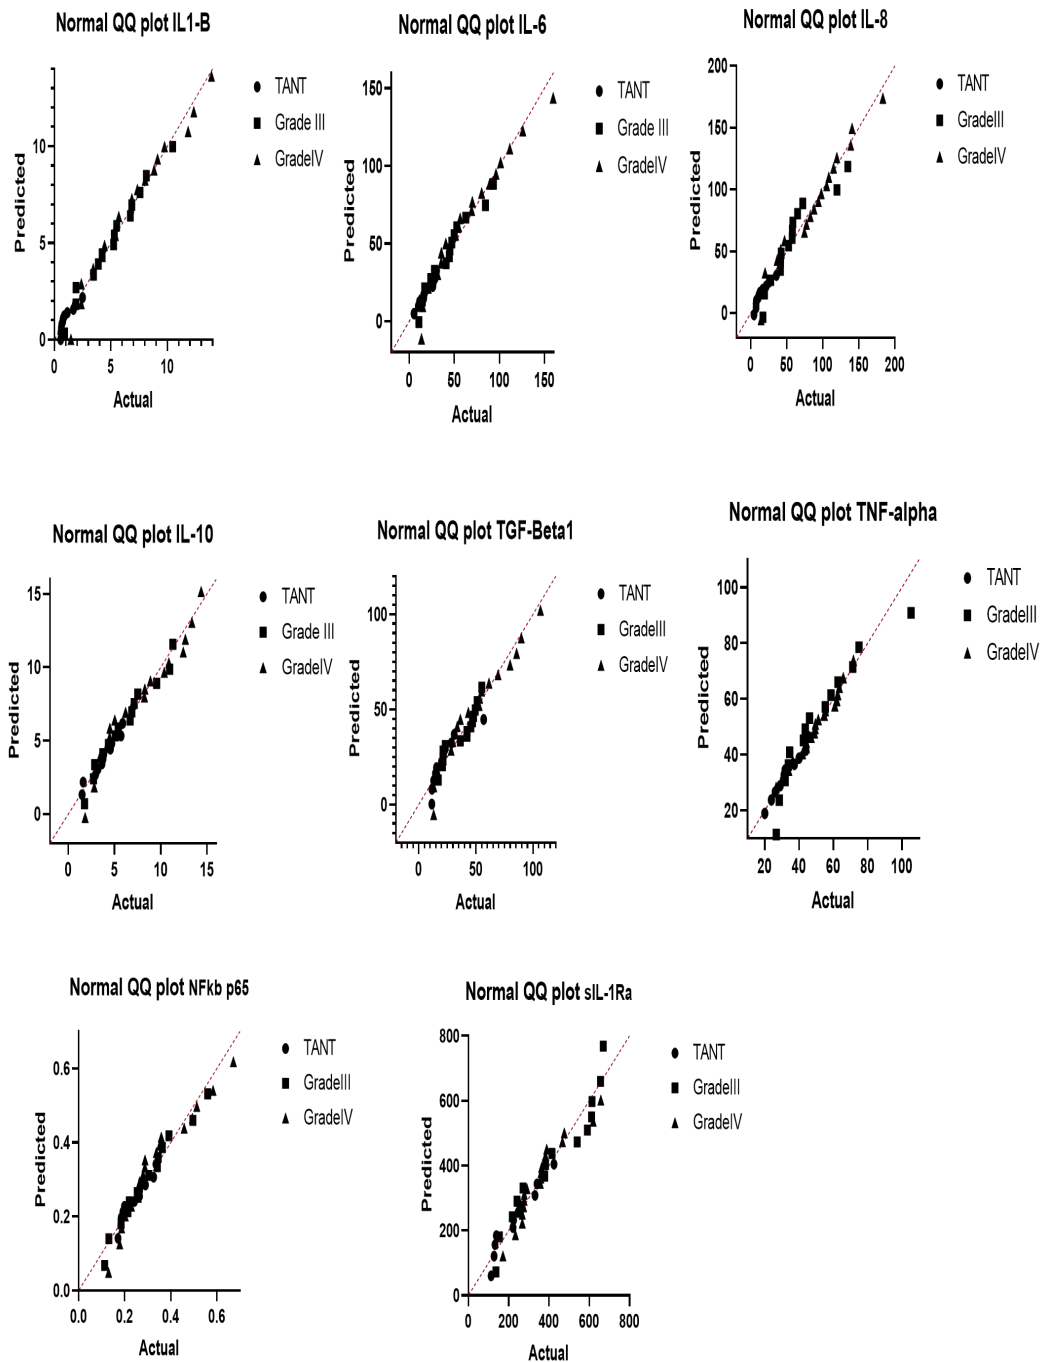 Normal QQ plot IL1-B
Predicted
10
5
0
0 5 10
Actual
TANT
Grade III
GradeIV
Normal QQ plot IL-6
Predicted
150
100
50
0
0 50 100 150
Actual
TANT
Grade III
GradeIV
Normal QQ plot IL-8
Predicted
200
150
100
50
0
0 50 100 150 200
Actual
TANT
GradeIII
GradeIV
Normal QQ plot IL-10
Predicted
15
10
5
0
0 5 10 15
Actual
TANT
Grade III
GradeIV
Normal QQ plot TGF-Beta1
Predicted
100
50
0
0 50 100
Actual
TANT
GradeIII
GradeIV
Normal QQ plot TNF-alpha
Predicted
100
80
60
40
20
20 40 60 80 100
Actual
TANT
GradeIII
GradeIV
Normal QQ plot NFkb p65
Predicted
0.6
0.4
0.2
0.0
0.0 0.2 0.4 0.6
Actual
TANT
GradeIII
GradeIV
Normal QQ plot sIL-1Ra
Predicted
800
600
400
200
0
0 200 400 600 800
Actual
TANT
GradeIII
GradeIV